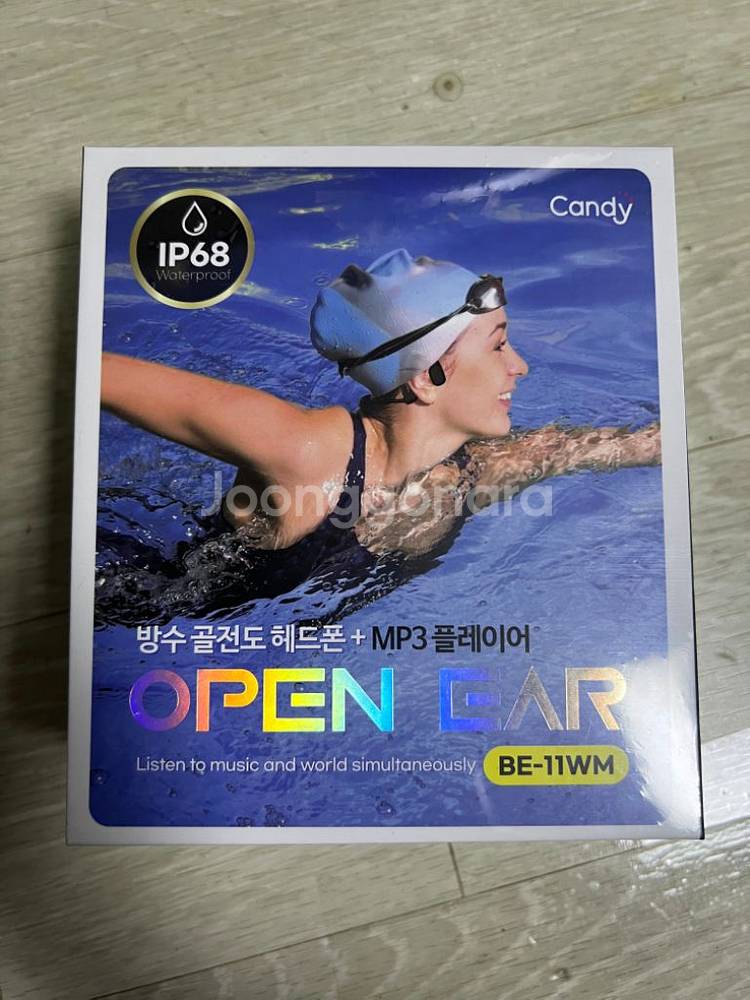 IP68
Waterproof
Candy
Joonggonara
방수 골전도 헤드폰 + MP3 플레이어
OPEN EAR
Listen to music and world simultaneously
BE-11WM